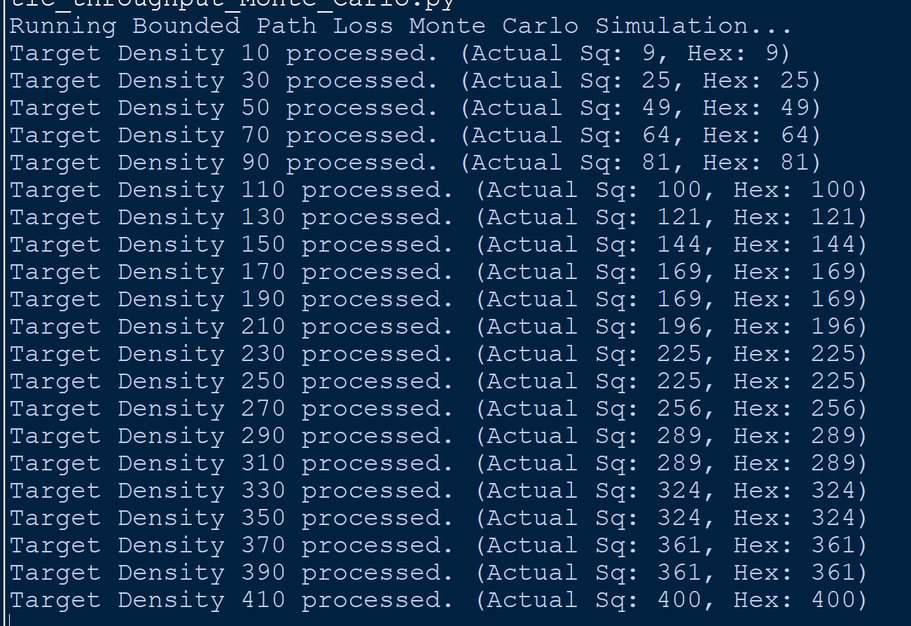 tic_throughput_Monte_Carlo.py
Running Bounded Path Loss Monte Carlo Simulation...
Target Density 10 processed. (Actual Sq: 9, Hex: 9)
Target Density 30 processed. (Actual Sq: 25, Hex: 25)
Target Density 50 processed. (Actual Sq: 49, Hex: 49)
Target Density 70 processed. (Actual Sq: 64, Hex: 64)
Target Density 90 processed. (Actual Sq: 81, Hex: 81)
Target Density 110 processed. (Actual Sq: 100, Hex: 100)
Target Density 130 processed. (Actual Sq: 121, Hex: 121)
Target Density 150 processed. (Actual Sq: 144, Hex: 144)
Target Density 170 processed. (Actual Sq: 169, Hex: 169)
Target Density 190 processed. (Actual Sq: 169, Hex: 169)
Target Density 210 processed. (Actual Sq: 196, Hex: 196)
Target Density 230 processed. (Actual Sq: 225, Hex: 225)
Target Density 250 processed. (Actual Sq: 225, Hex: 225)
Target Density 270 processed. (Actual Sq: 256, Hex: 256)
Target Density 290 processed. (Actual Sq: 289, Hex: 289)
Target Density 310 processed. (Actual Sq: 289, Hex: 289)
Target Density 330 processed. (Actual Sq: 324, Hex: 324)
Target Density 350 processed. (Actual Sq: 324, Hex: 324)
Target Density 370 processed. (Actual Sq: 361, Hex: 361)
Target Density 390 processed. (Actual Sq: 361, Hex: 361)
Target Density 410 processed. (Actual Sq: 400, Hex: 400)